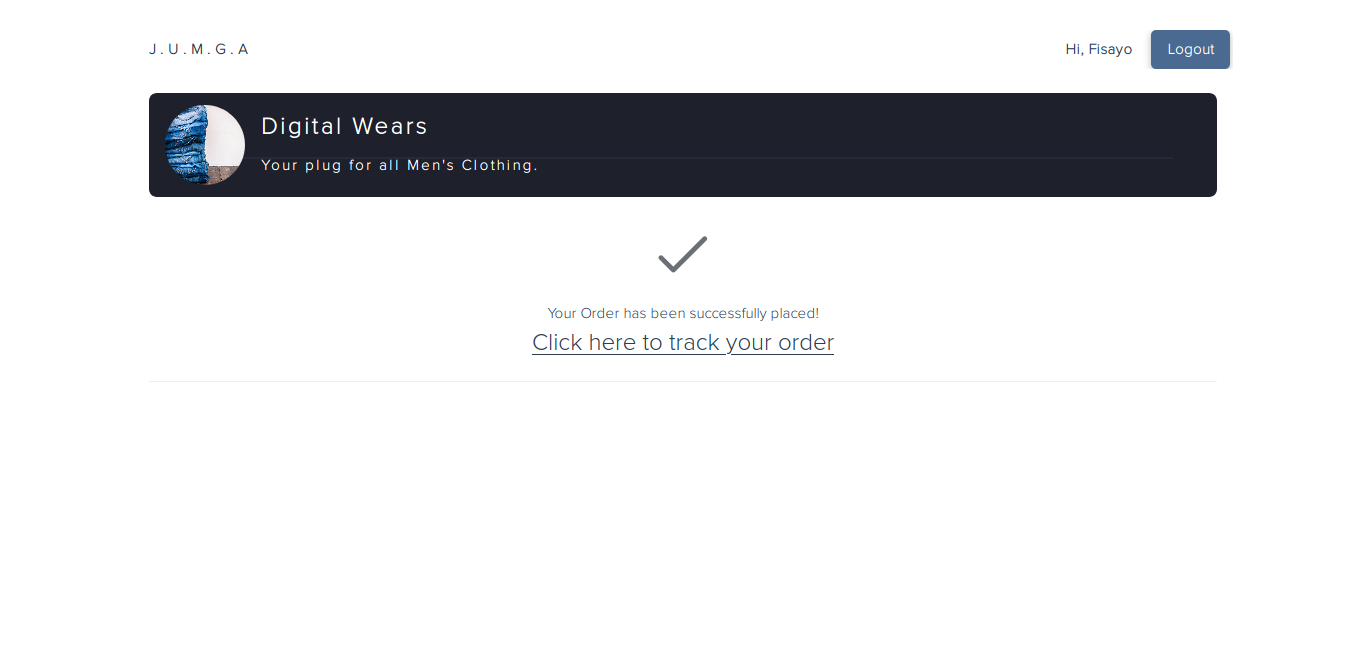 J.U.M.G.A
Hi, Fisayo
Logout
Digital Wears
Your plug for all Men's Clothing.
Your Order has been successfully placed!
Click here to track your order